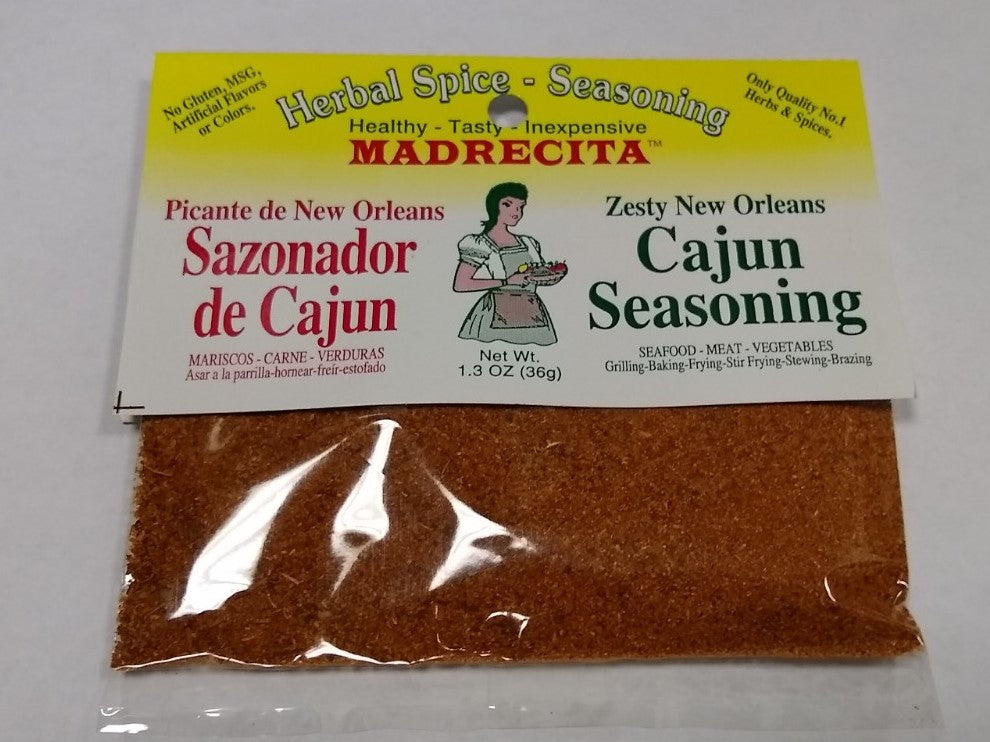 No Gluten, MSG,
Artificial Flavors
or Colors.
Herbal Spice - Seasoning
Only Quality No.1
Herbs & Spices.
Healthy - Tasty - Inexpensive
MADRECITA™
Picante de New Orleans
Sazonador
de Cajun
MARISCOS - CARNE - VERDURAS
Asar a la parrilla-hornear-freír-estofado
Net Wt.
1.3 OZ (36g)
Zesty New Orleans
Cajun
Seasoning
SEAFOOD - MEAT - VEGETABLES
Grilling-Baking-Frying-Stir Frying-Stewing-Brazing